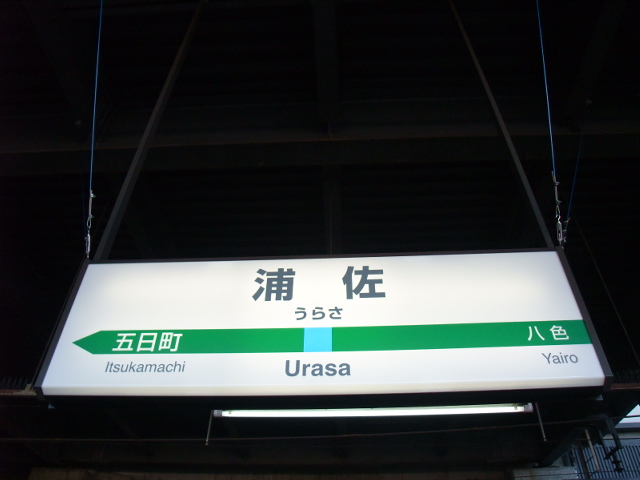 浦佐
うらさ
五日町 八色
Itsukamachi Urasa Yairo